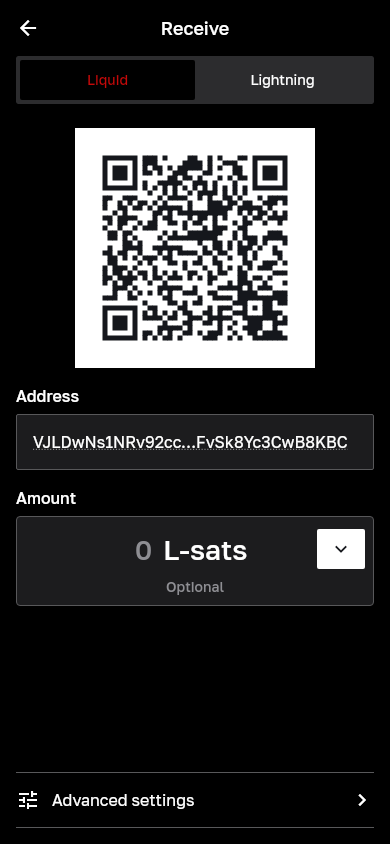 Receive
Liquid
Lightning
Address
VJLDwNs1NRv92cc...FvSk8Yc3CwB8KBC
Amount
0 L-sats
Optional
Advanced settings